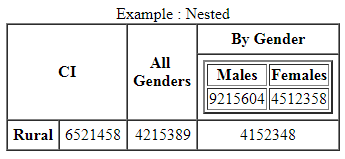 Example : Nested
CI
All Genders
By Gender
Males Females
9215604 4512358
Rural 6521458 4215389 4152348